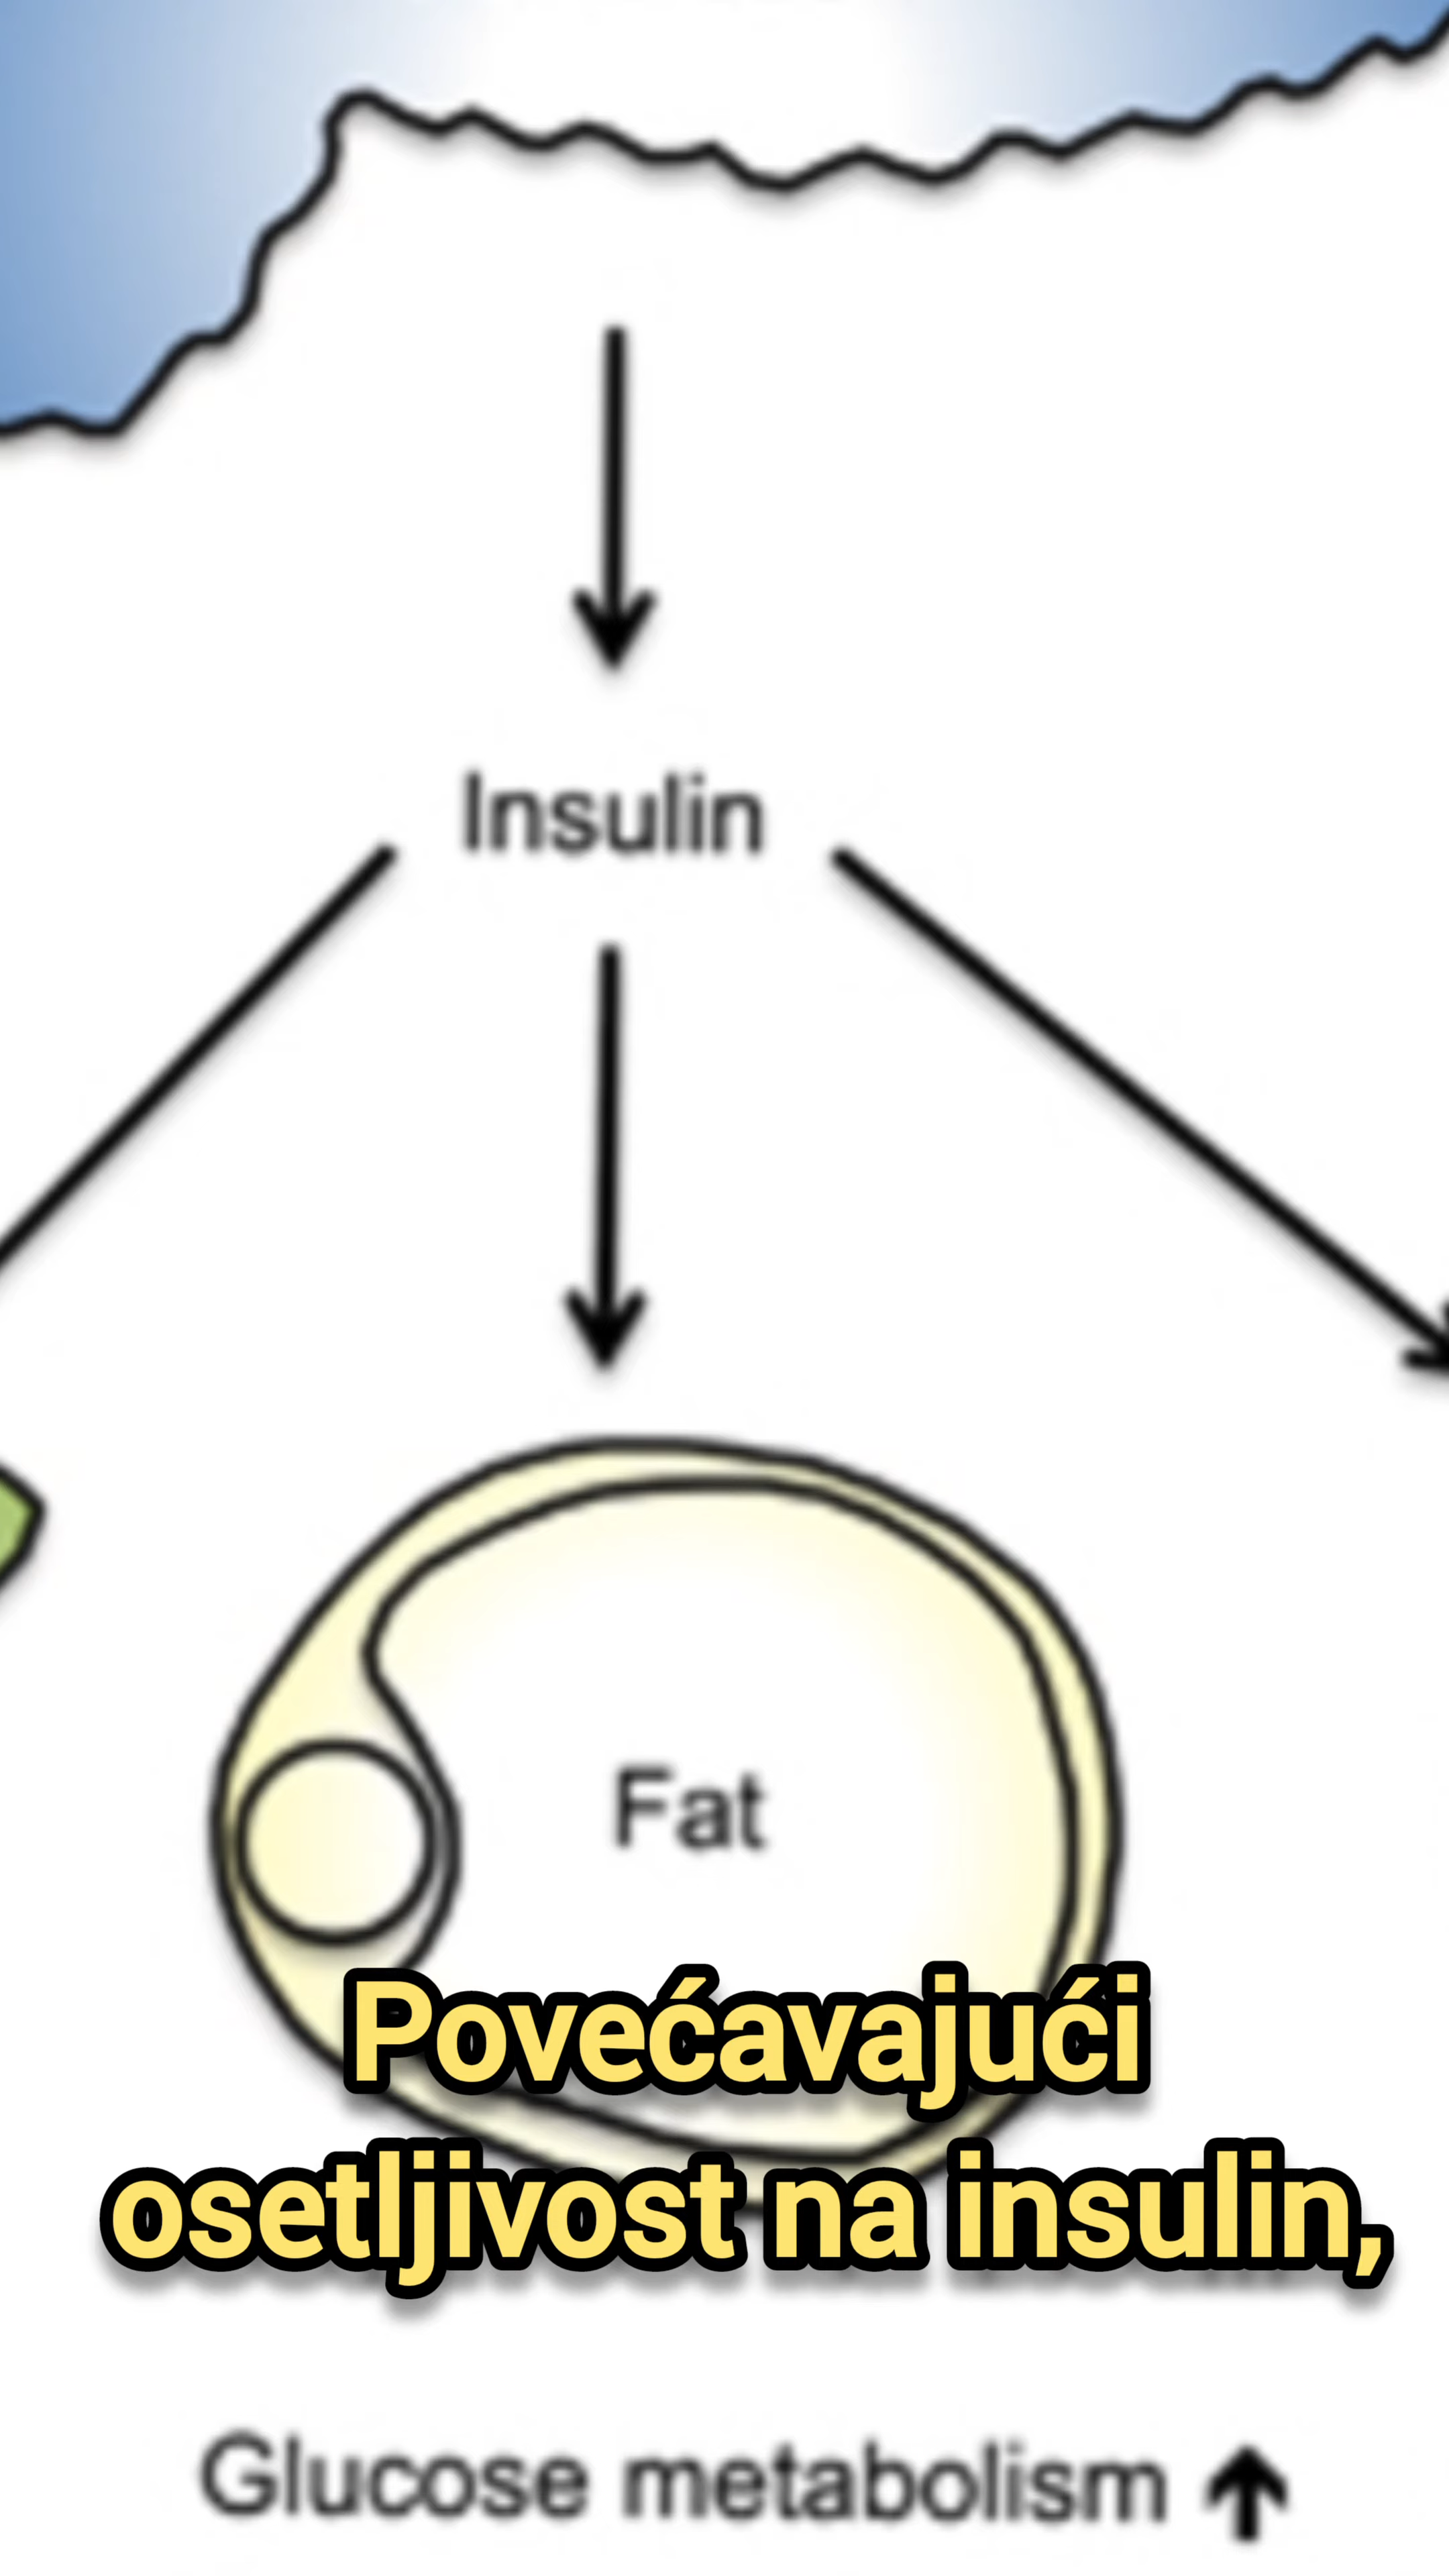 Insulin
Fat
Povećavajući
osetljivost na insulin,
Glucose metabolism ↑